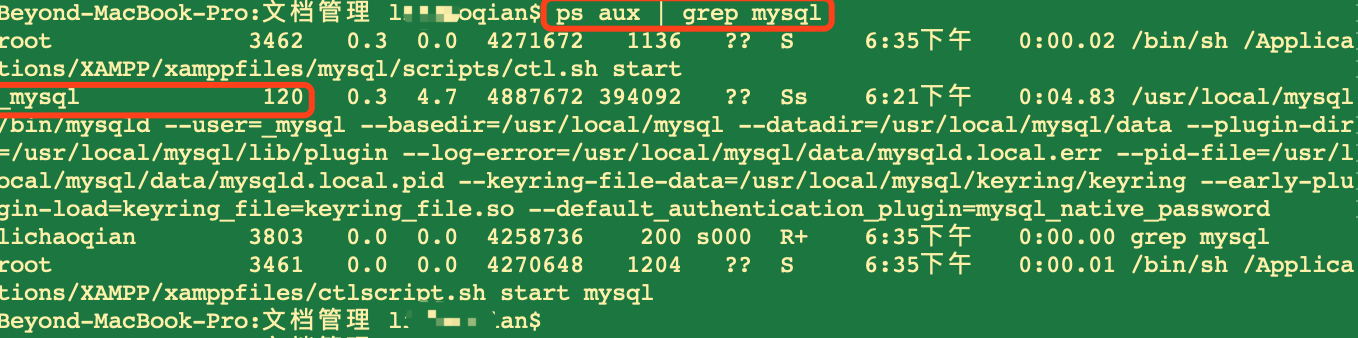 Beyond-MacBook-Pro:文档管理 l oqian$ ps aux | grep mysql
root 3462 0.3 0.0 4271672 1136 ?? S 6:35下午 0:00.02 /bin/sh /Applica
tions/XAMPP/xamppfiles/mysql/scripts/ctl.sh start
_mysql 120 0.3 4.7 4887672 394092 ?? Ss 6:21下午 0:04.83 /usr/local/mysql
/bin/mysqld --user=_mysql --basedir=/usr/local/mysql --datadir=/usr/local/mysql/data --plugin-dir
=/usr/local/mysql/lib/plugin --log-error=/usr/local/mysql/data/mysqld.local.err --pid-file=/usr/l
ocal/mysql/data/mysqld.local.pid --keyring-file-data=/usr/local/mysql/keyring/keyring --early-plu
gin-load=keyring_file=keyring_file.so --default_authentication_plugin=mysql_native_password
lichaoqian 3803 0.0 0.0 4258736 200 s000 R+ 6:35下午 0:00.00 grep mysql
root 3461 0.0 0.0 4270648 1204 ?? S 6:35下午 0:00.01 /bin/sh /Applica
tions/XAMPP/xamppfiles/ctlscript.sh start mysql
Beyond-MacBook-Pro:文档管理 l an$